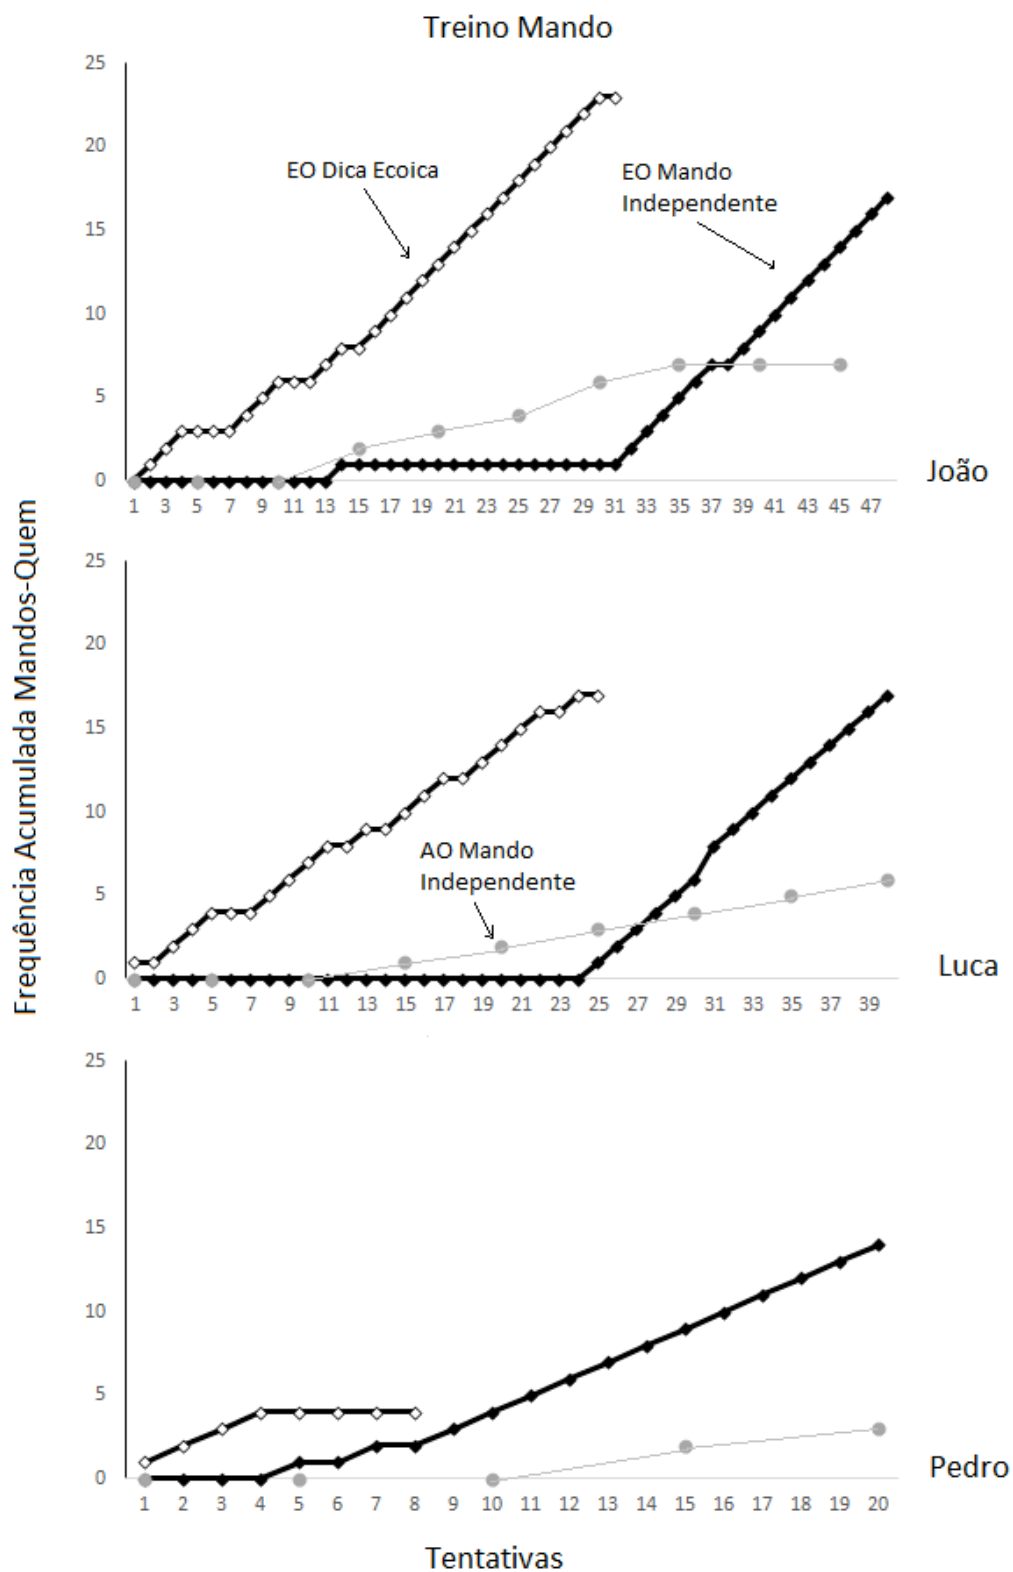 Treino Mando
Frequência Acumulada Mandos-Quem
25
20
15
10
5
0
EO Dica Ecoica
EO Mando
Independente
1 3 5 7 9 11 13 15 17 19 21 23 25 27 29 31 33 35 37 39 41 43 45 47
João
25
20
15
10
5
0
AO Mando
Independente
1 3 5 7 9 11 13 15 17 19 21 23 25 27 29 31 33 35 37 39
Luca
25
20
15
10
5
0
1 2 3 4 5 6 7 8 9 10 11 12 13 14 15 16 17 18 19 20
Pedro
Tentativas